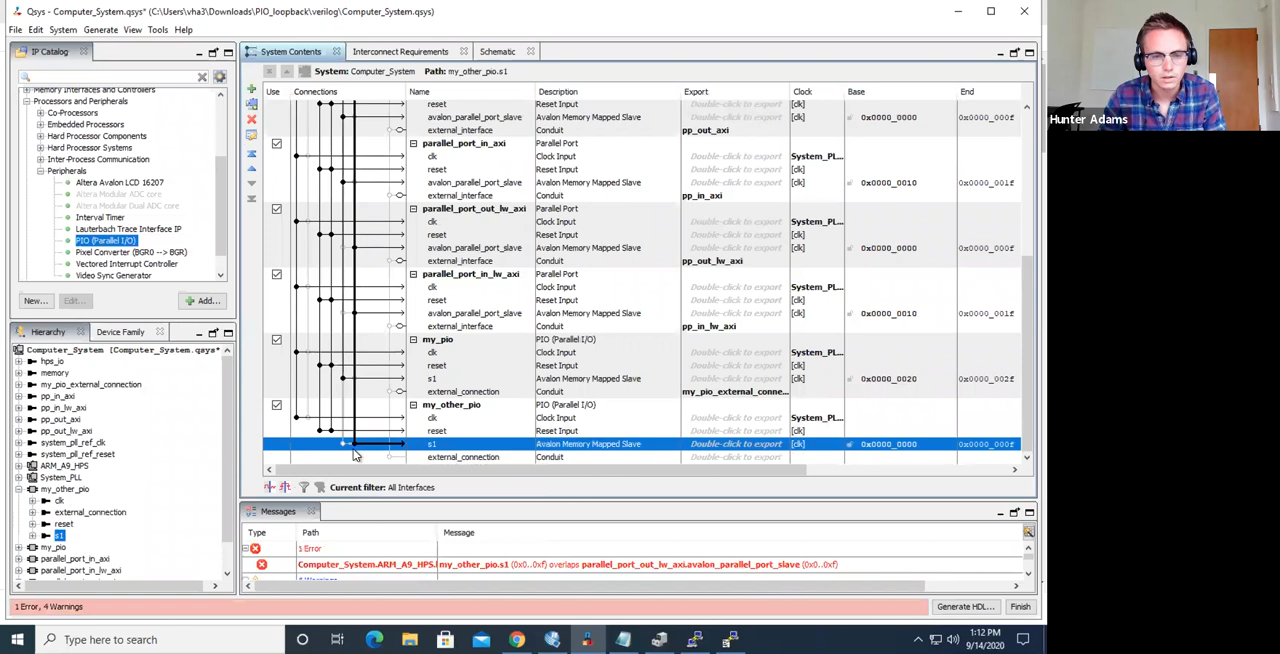 Qsys - Computer_System.qsys* (C:\Users\vha3\Downloads\PIO_loopback\verilog\Computer_System.qsys)
File Edit System Generate View Tools Help
IP Catalog
Memory Interfaces and Controllers
Processors and Peripherals
Co-Processors
Embedded Processors
Hard Processor Components
Hard Processor Systems
Inter-Process Communication
Peripherals
Altera Avalon LCD 16207
Altera Modular ADC core
Altera Modular Dual ADC core
Interval Timer
Lauterbach Trace Interface IP
PIO (Parallel I/O)
Pixel Converter (BGR0 --> BGR)
Vectored Interrupt Controller
Video Sync Generator
New... Edit... Add...
Hierarchy Device Family
Computer_System [Computer_System.qsys*
hps_io
memory
my_pio_external_connection
pp_in_axi
pp_in_lw_axi
pp_out_axi
pp_out_lw_axi
system_pll_ref_clk
system_pll_ref_reset
ARM_A9_HPS
System_PLL
my_other_pio
clk
external_connection
reset
s1
my_pio
parallel_port_in_axi
parallel_port_in_lw_axi
System Contents Interconnect Requirements Schematic
System: Computer_System Path: my_other_pio.s1
Use Connections Name Description Export Clock Base End
reset Reset Input Double-click to export [clk]
avalon_parallel_port_slave Avalon Memory Mapped Slave Double-click to export [clk] 0x0000_0000 0x0000_000f
external_interface Conduit pp_out_axi
parallel_port_in_axi Parallel Port
clk Clock Input Double-click to export System_PL...
reset Reset Input Double-click to export [clk]
avalon_parallel_port_slave Avalon Memory Mapped Slave Double-click to export [clk] 0x0000_0010 0x0000_001f
external_interface Conduit pp_in_axi
parallel_port_out_lw_axi Parallel Port
clk Clock Input Double-click to export System_PL...
reset Reset Input Double-click to export [clk]
avalon_parallel_port_slave Avalon Memory Mapped Slave Double-click to export [clk] 0x0000_0000 0x0000_000f
external_interface Conduit pp_out_lw_axi
parallel_port_in_lw_axi Parallel Port
clk Clock Input Double-click to export System_PL...
reset Reset Input Double-click to export [clk]
avalon_parallel_port_slave Avalon Memory Mapped Slave Double-click to export [clk] 0x0000_0010 0x0000_001f
external_interface Conduit pp_in_lw_axi
my_pio PIO (Parallel I/O)
clk Clock Input Double-click to export System_PL...
reset Reset Input Double-click to export [clk]
s1 Avalon Memory Mapped Slave Double-click to export [clk] 0x0000_0020 0x0000_002f
external_connection Conduit my_pio_external_conne...
my_other_pio PIO (Parallel I/O)
clk Clock Input Double-click to export System_PL...
reset Reset Input Double-click to export [clk]
s1 Avalon Memory Mapped Slave Double-click to export [clk] 0x0000_0000 0x0000_000f
external_connection Conduit Double-click to export
Current filter: All Interfaces
Messages
Type Path Message
1 Error
Computer_System.ARM_A9_HPS. my_other_pio.s1 (0x0..0xf) overlaps parallel_port_out_lw_axi.avalon_parallel_port_slave (0x0..0xf)
4 Warnings
1 Error, 4 Warnings
Generate HDL... Finish
Type here to search
1:12 PM
9/14/2020
Hunter Adams